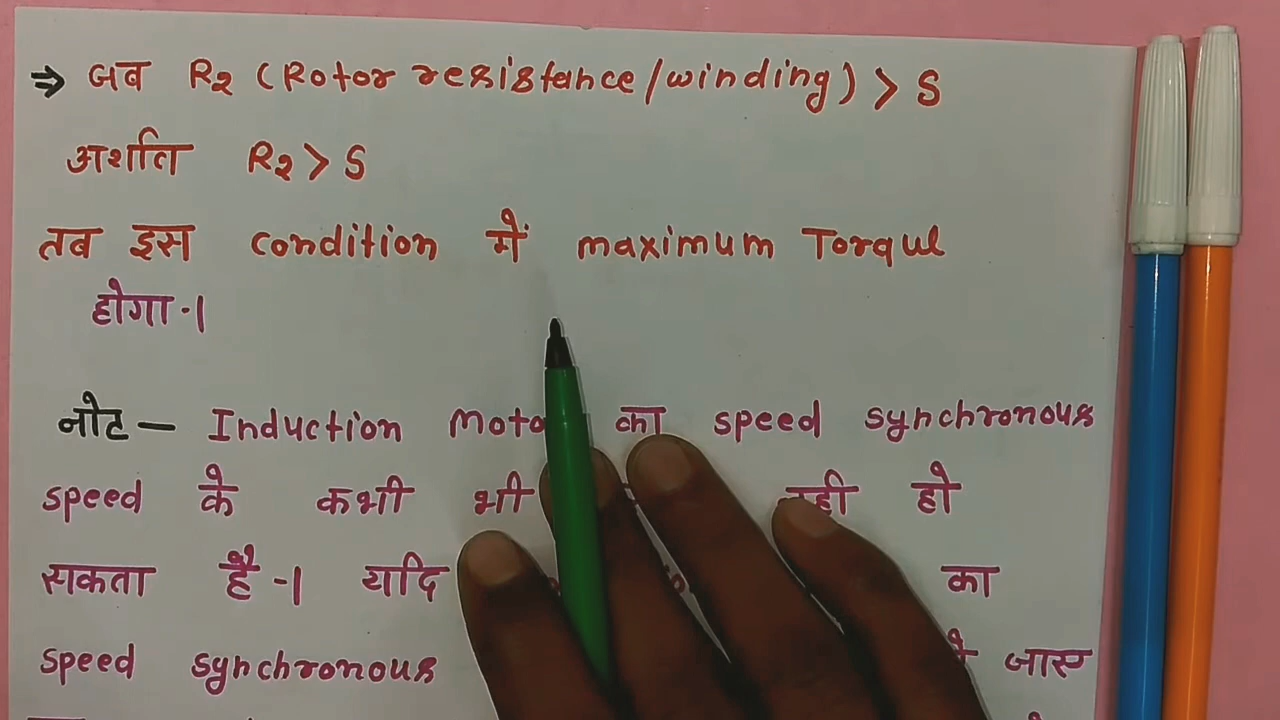 ⇒ जब R2 (Rotor resistance/winding) > S
अर्थात R2 > S
तब इस condition में maximum Torque
होगा-।
नोट — Induction Moto का speed synchronous
speed के कभी भी नही हो
सकता है-। यदि का
speed synchronous जाए